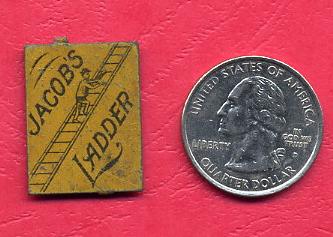 JACOB'S
LADDER
UNITED STATES OF AMERICA
LIBERTY
IN
GOD WE
TRUST
QUARTER DOLLAR